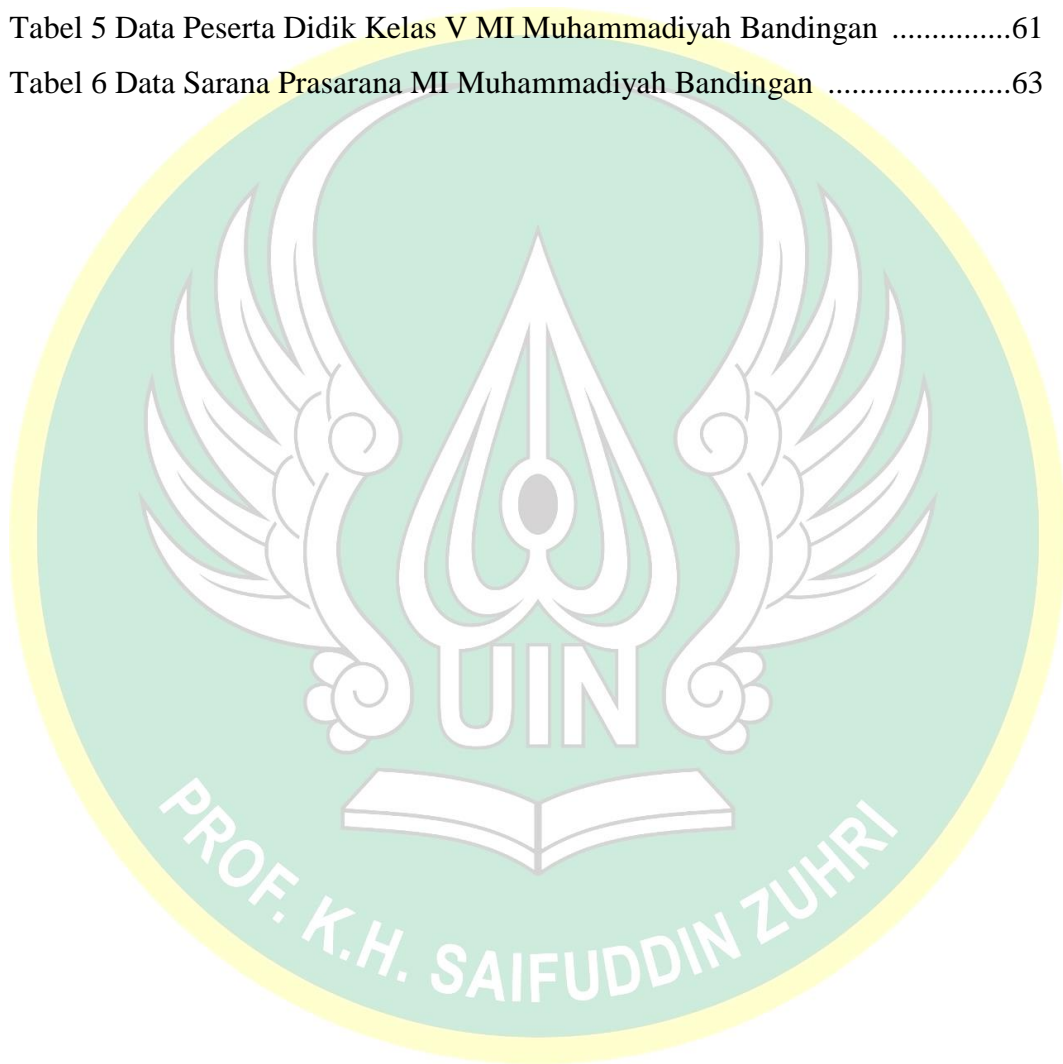 Tabel 5 Data Peserta Didik Kelas V MI Muhammadiyah Bandingan ...............61
Tabel 6 Data Sarana Prasarana MI Muhammadiyah Bandingan .......................63
UIN
PROF. K.H. SAIFUDDIN ZUHRI